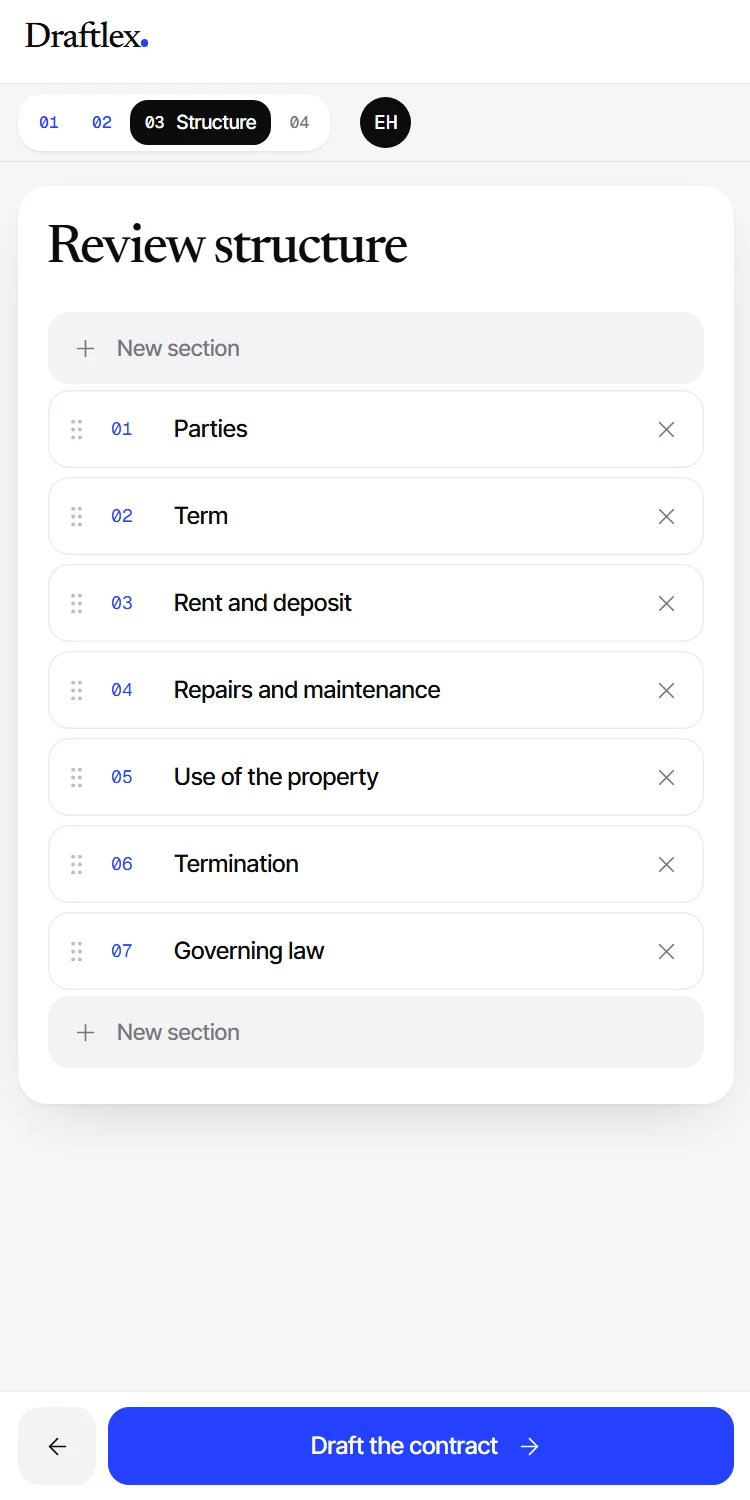 Draftlex.
01 02 03 Structure 04 EH
Review structure
New section
01 Parties
02 Term
03 Rent and deposit
04 Repairs and maintenance
05 Use of the property
06 Termination
07 Governing law
New section
Draft the contract